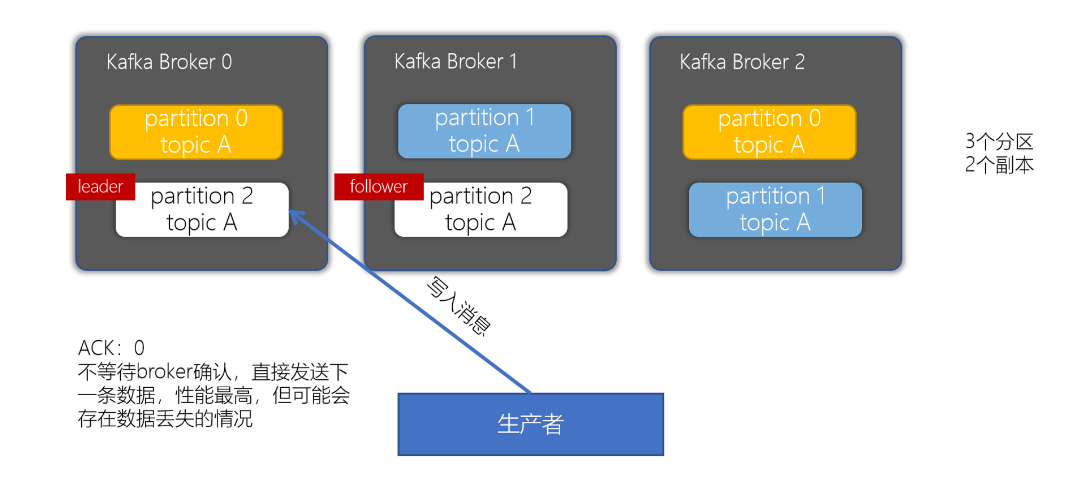 Kafka Broker 0
partition 0
topic A
leader
partition 2
topic A
Kafka Broker 1
partition 1
topic A
follower
partition 2
topic A
Kafka Broker 2
partition 0
topic A
partition 1
topic A
3个分区
2个副本
写入消息
ACK：0
不等待broker确认，直接发送下
一条数据，性能最高，但可能会
存在数据丢失的情况
生产者